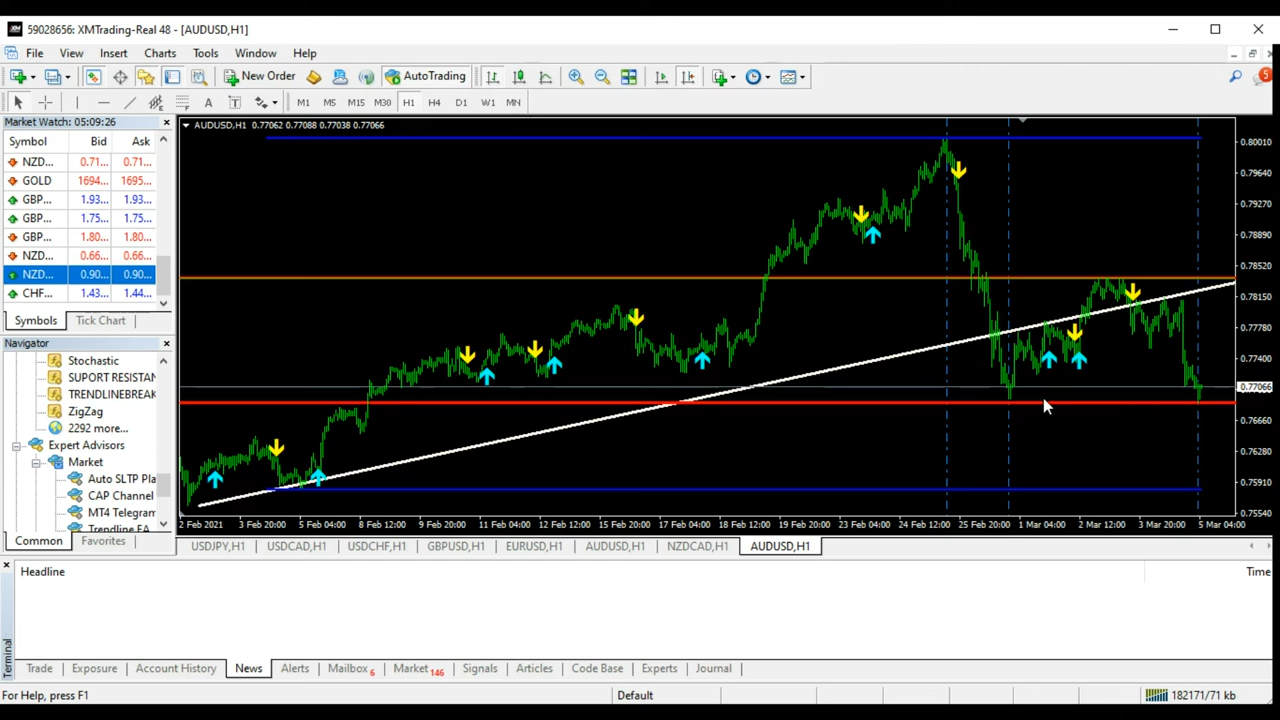 59028656: XMTrading-Real 48 - [AUDUSD,H1]
File View Insert Charts Tools Window Help
New Order AutoTrading 5
A T M1 M5 M15 M30 H1 H4 D1 W1 MN
Market Watch: 05:09:26
Symbol Bid Ask
NZD... 0.71... 0.71...
GOLD 1694... 1695...
GBP... 1.93... 1.93...
GBP... 1.75... 1.75...
GBP... 1.80... 1.80...
NZD... 0.66... 0.66...
NZD... 0.90... 0.90...
CHF... 1.43... 1.44...
Symbols Tick Chart
Navigator
Stochastic
SUPORT RESISTAN
TRENDLINEBREAK
ZigZag
2292 more...
Expert Advisors
Market
Auto SLTP Pla
CAP Channel
MT4 Telegram
Trendline EA
Common Favorites
AUDUSD,H1 0.77062 0.77088 0.77038 0.77066
0.80010
0.79640
0.79270
0.78890
0.78520
0.78150
0.77780
0.77400
0.77066
0.76660
0.76280
0.75910
0.75540
2 Feb 2021 3 Feb 20:00 5 Feb 04:00 8 Feb 12:00 9 Feb 20:00 11 Feb 04:00 12 Feb 12:00 15 Feb 20:00 17 Feb 04:00 18 Feb 12:00 19 Feb 20:00 23 Feb 04:00 24 Feb 12:00 25 Feb 20:00 1 Mar 04:00 2 Mar 12:00 3 Mar 20:00 5 Mar 04:00
USDJPY,H1 USDCAD,H1 USDCHF,H1 GBPUSD,H1 EURUSD,H1 AUDUSD,H1 NZDCAD,H1 AUDUSD,H1
Headline Time
Terminal
Trade Exposure Account History News Alerts Mailbox 6 Market 146 Signals Articles Code Base Experts Journal
For Help, press F1 Default 182171/71 kb